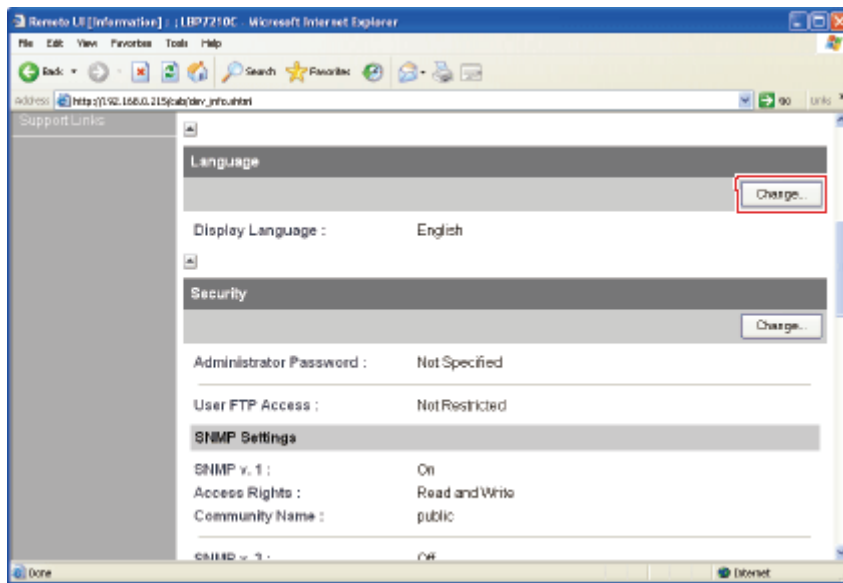 Remote UI [Information] : ; LBP7210C - Microsoft Internet Explorer
File Edit View Favorites Tools Help
Back Search Favorites
Address http://192.168.0.215/cab/dev_info.shtml Go Links
Support Links
Language
Change...
Display Language : English
Security
Change...
Administrator Password : Not Specified
User FTP Access : Not Restricted
SNMP Settings
SNMP v. 1 : On
Access Rights : Read and Write
Community Name : public
SNMP v. 3 : Off
Done Internet